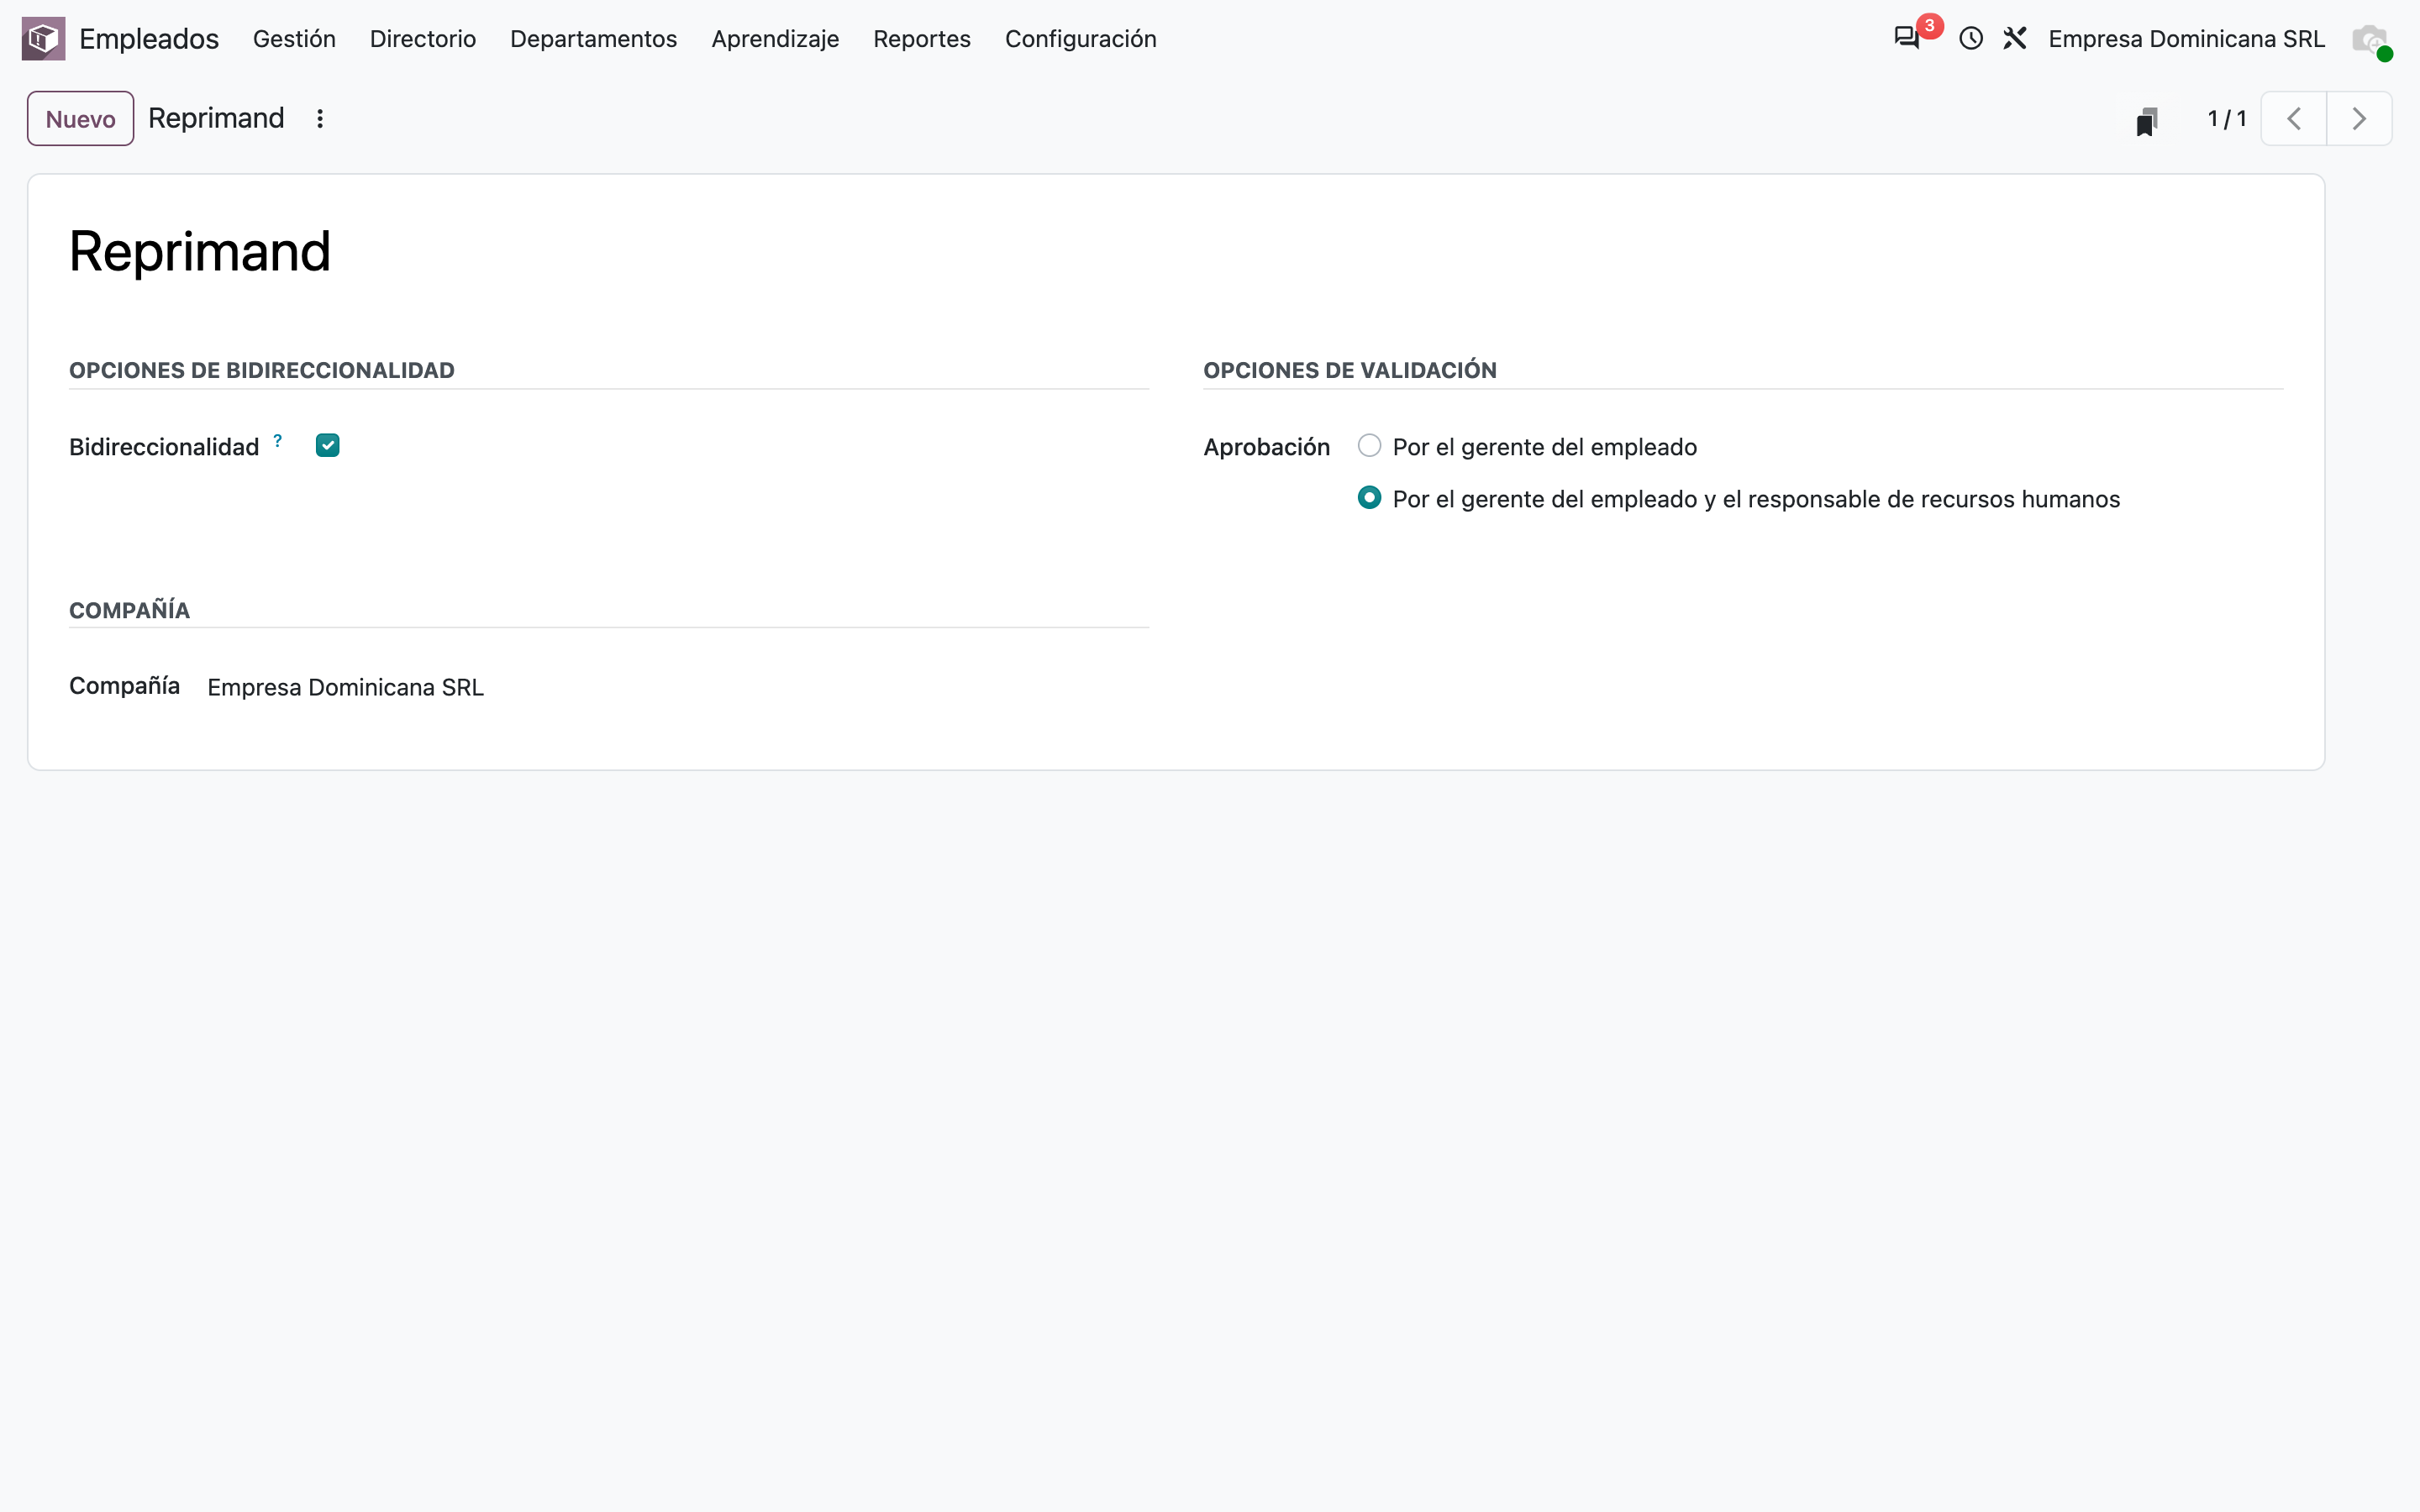 Empleados Gestión Directorio Departamentos Aprendizaje Reportes Configuración 3 Empresa Dominicana SRL
Nuevo Reprimand 1 / 1
Reprimand
OPCIONES DE BIDIRECCIONALIDAD
Bidireccionalidad ?
OPCIONES DE VALIDACIÓN
Aprobación Por el gerente del empleado
Por el gerente del empleado y el responsable de recursos humanos
COMPAÑÍA
Compañía Empresa Dominicana SRL